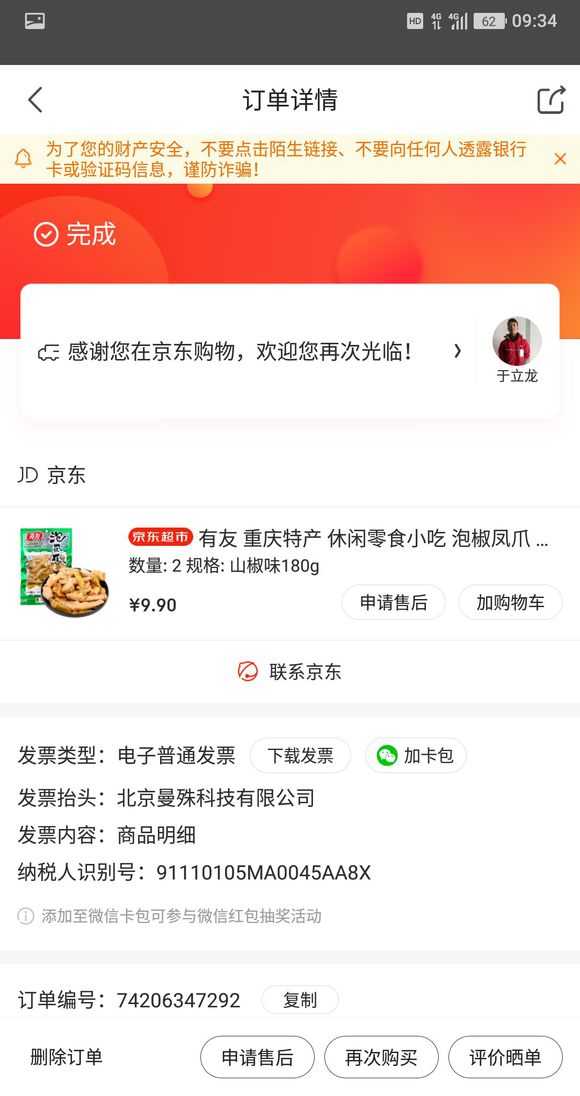 HD 4G 4G 62 09:34
订单详情
为了您的财产安全，不要点击陌生链接、不要向任何人透露银行
卡或验证码信息，谨防诈骗！
完成
感谢您在京东购物，欢迎您再次光临！
于立龙
JD 京东
有友
京东超市 有友 重庆特产 休闲零食小吃 泡椒凤爪 ...
数量: 2 规格: 山椒味180g
¥9.90
申请售后
加购物车
联系京东
发票类型：电子普通发票 下载发票 加卡包
发票抬头：北京曼殊科技有限公司
发票内容：商品明细
纳税人识别号：91110105MA0045AA8X
添加至微信卡包可参与微信红包抽奖活动
订单编号：74206347292 复制
删除订单 申请售后 再次购买 评价晒单